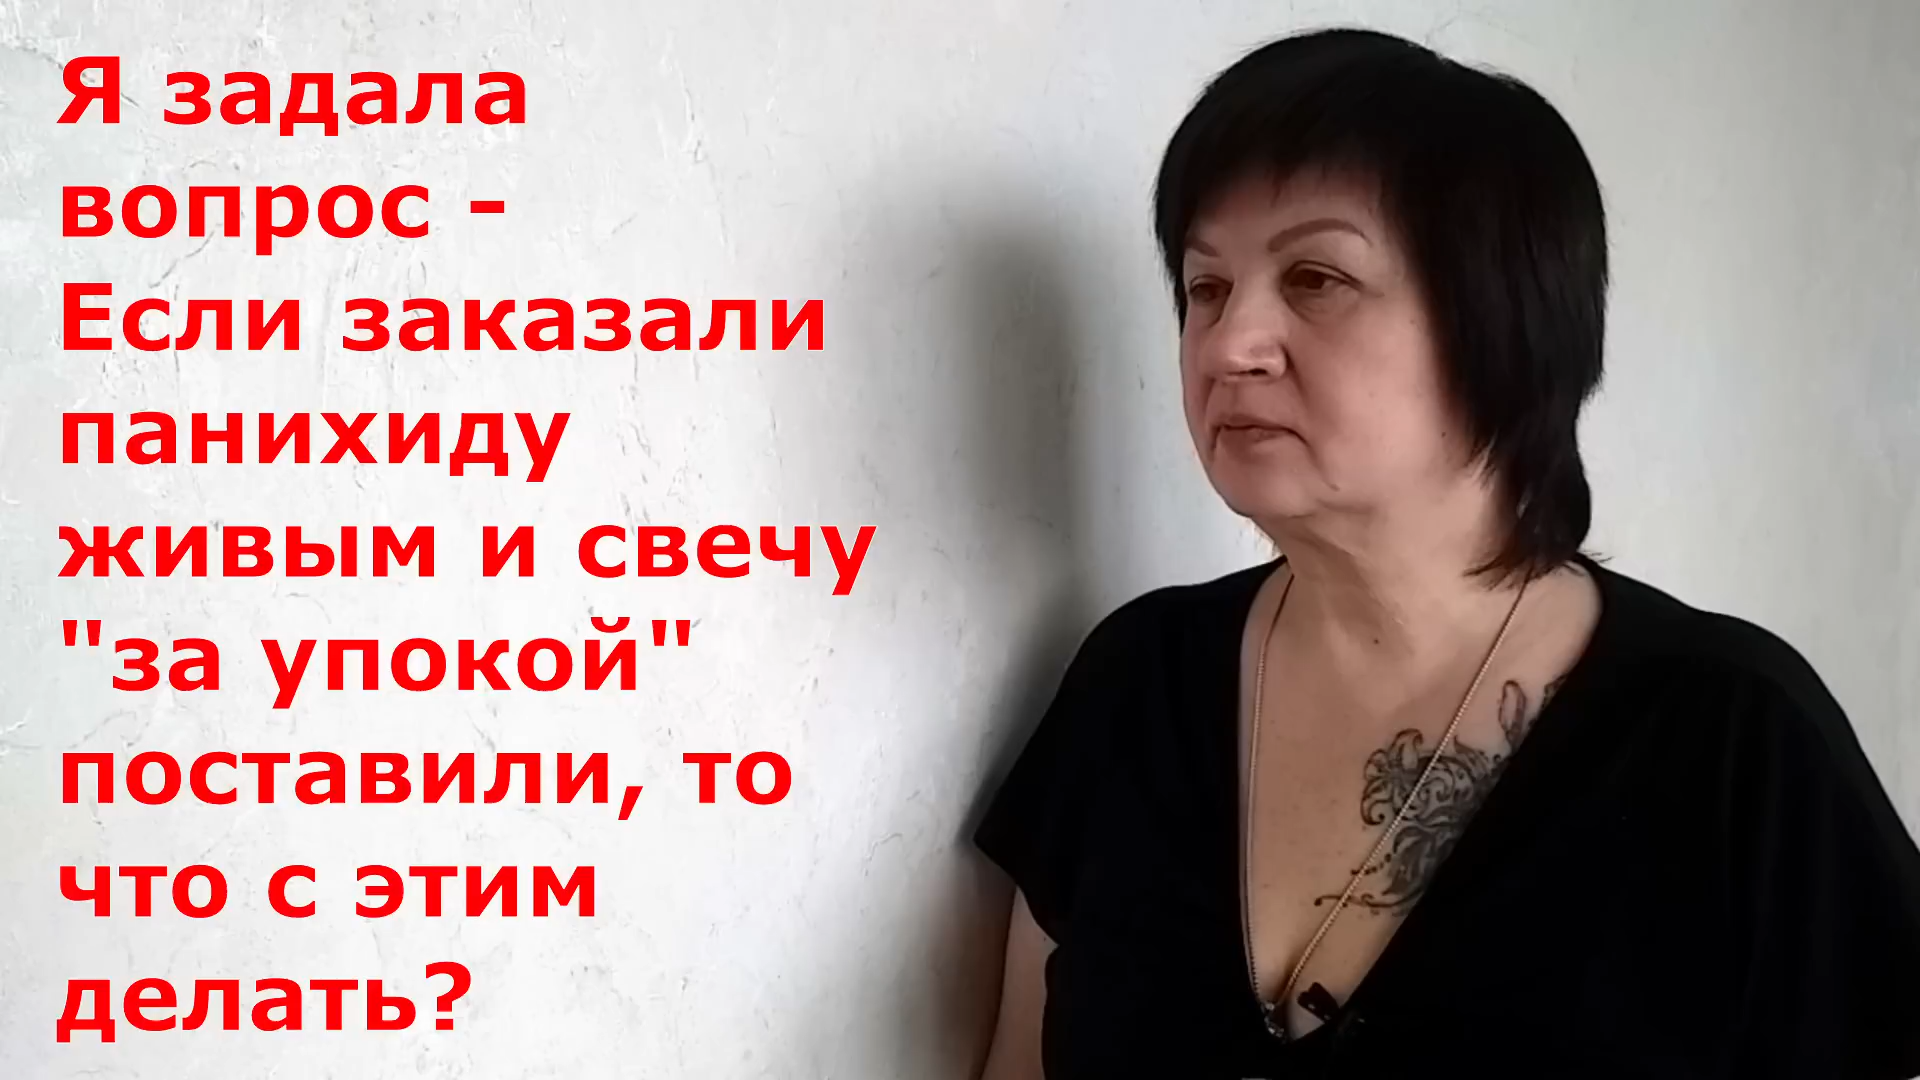 Я задала
вопрос -
Если заказали
панихиду
живым и свечу
"за упокой"
поставили, то
что с этим
делать?